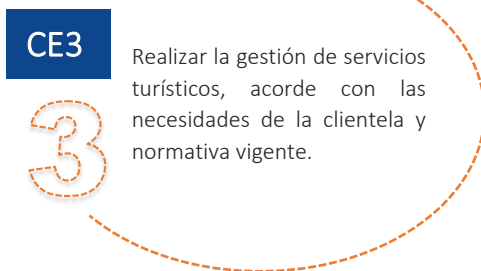 CE3
3
Realizar la gestión de servicios
turísticos, acorde con las
necesidades de la clientela y
normativa vigente.